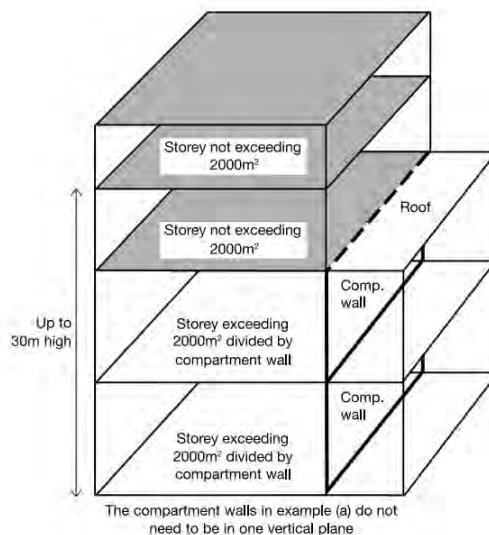 Storey not exceeding
2000m²
Roof
Storey not exceeding
2000m²
Comp.
wall
Up to
30m high
Storey exceeding
2000m² divided by
compartment wall
Comp.
wall
Storey exceeding
2000m² divided by
compartment wall
The compartment walls in example (a) do not
need to be in one vertical plane